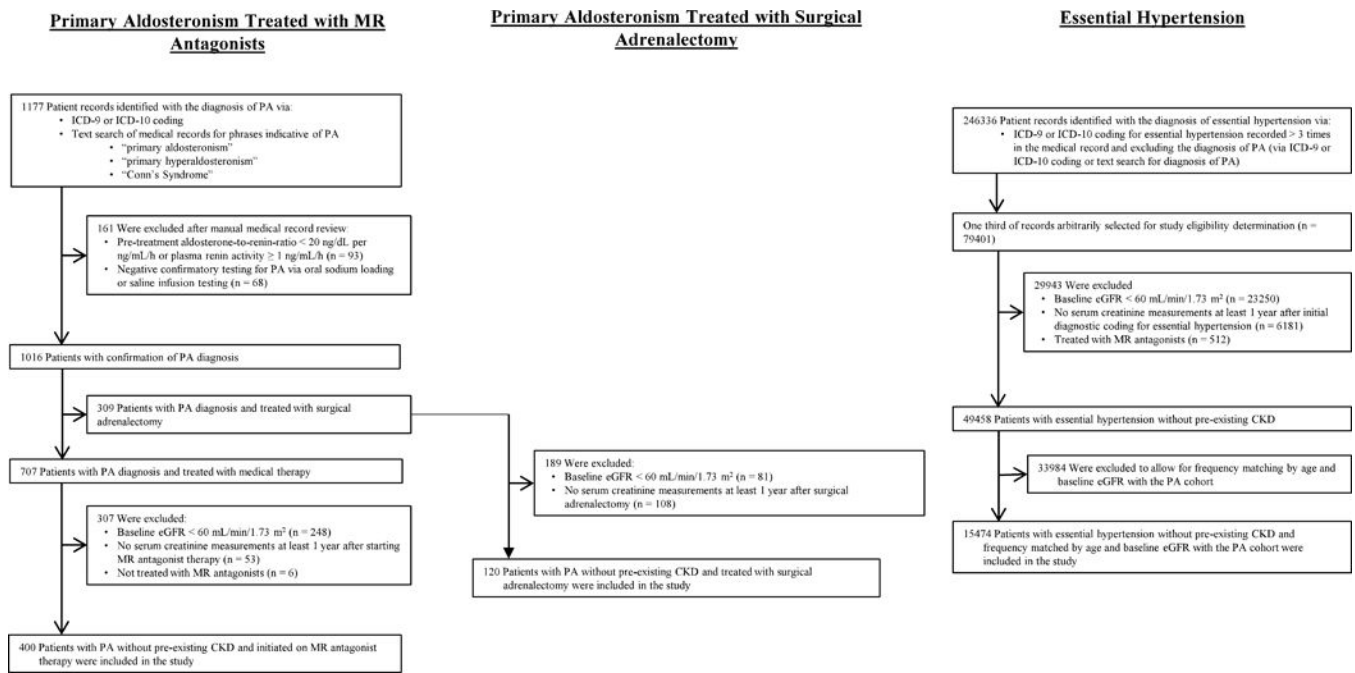 Primary Aldosteronism Treated with MR
Antagonists
1177 Patient records identified with the diagnosis of PA via:
• ICD-9 or ICD-10 coding
• Text search of medical records for phrases indicative of PA
• “primary aldosteronism”
• “primary hyperaldosteronism”
• “Conn’s Syndrome”
161 Were excluded after manual medical record review:
• Pre-treatment aldosterone-to-renin-ratio < 20 ng/dL per
ng/mL/h or plasma renin activity ≥ 1 ng/mL/h (n = 93)
• Negative confirmatory testing for PA via oral sodium loading
or saline infusion testing (n = 68)
1016 Patients with confirmation of PA diagnosis
309 Patients with PA diagnosis and treated with surgical
adrenalectomy
707 Patients with PA diagnosis and treated with medical therapy
307 Were excluded:
• Baseline eGFR < 60 mL/min/1.73 m² (n = 248)
• No serum creatinine measurements at least 1 year after starting
MR antagonist therapy (n = 53)
• Not treated with MR antagonists (n = 6)
400 Patients with PA without pre-existing CKD and initiated on MR antagonist
therapy were included in the study
Primary Aldosteronism Treated with Surgical
Adrenalectomy
189 Were excluded:
• Baseline eGFR < 60 mL/min/1.73 m² (n = 81)
• No serum creatinine measurements at least 1 year after surgical
adrenalectomy (n = 108)
120 Patients with PA without pre-existing CKD and treated with surgical
adrenalectomy were included in the study
Essential Hypertension
246336 Patient records identified with the diagnosis of essential hypertension via:
• ICD-9 or ICD-10 coding for essential hypertension recorded > 3 times
in the medical record and excluding the diagnosis of PA (via ICD-9 or
ICD-10 coding or text search for diagnosis of PA)
One third of records arbitrarily selected for study eligibility determination (n =
79401)
29943 Were excluded
• Baseline eGFR < 60 mL/min/1.73 m² (n = 23250)
• No serum creatinine measurements at least 1 year after initial
diagnostic coding for essential hypertension (n = 6181)
• Treated with MR antagonists (n = 512)
49458 Patients with essential hypertension without pre-existing CKD
33984 Were excluded to allow for frequency matching by age and
baseline eGFR with the PA cohort
15474 Patients with essential hypertension without pre-existing CKD and
frequency matched by age and baseline eGFR with the PA cohort were
included in the study